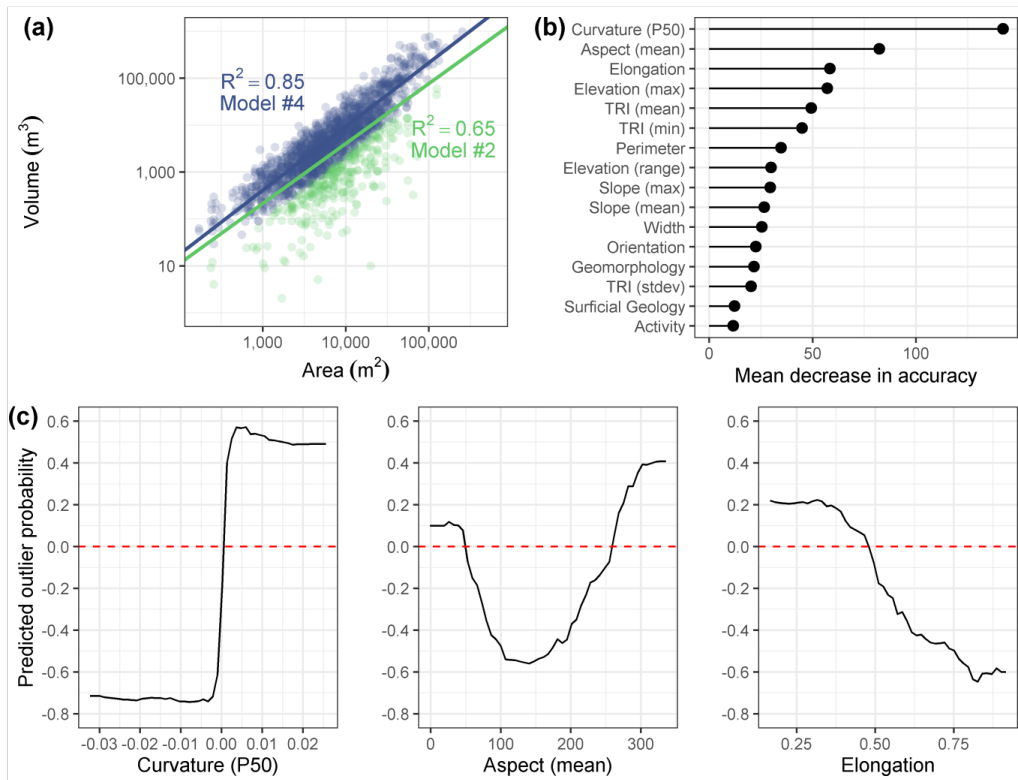 (a)
R² = 0.85
Model #4
R² = 0.65
Model #2
100,000
1,000
10
Volume (m³)
1,000
10,000
100,000
Area (m²)
(b)
Curvature (P50)
Aspect (mean)
Elongation
Elevation (max)
TRI (mean)
TRI (min)
Perimeter
Elevation (range)
Slope (max)
Slope (mean)
Width
Orientation
Geomorphology
TRI (stdev)
Surficial Geology
Activity
0
50
100
Mean decrease in accuracy
(c)
Predicted outlier probability
0.6
0.4
0.2
0.0
-0.2
-0.4
-0.6
-0.8
-0.03
-0.02
-0.01
0.00
0.01
0.02
Curvature (P50)
0.6
0.4
0.2
0.0
-0.2
-0.4
-0.6
-0.8
0
100
200
300
Aspect (mean)
0.6
0.4
0.2
0.0
-0.2
-0.4
-0.6
-0.8
0.25
0.50
0.75
Elongation